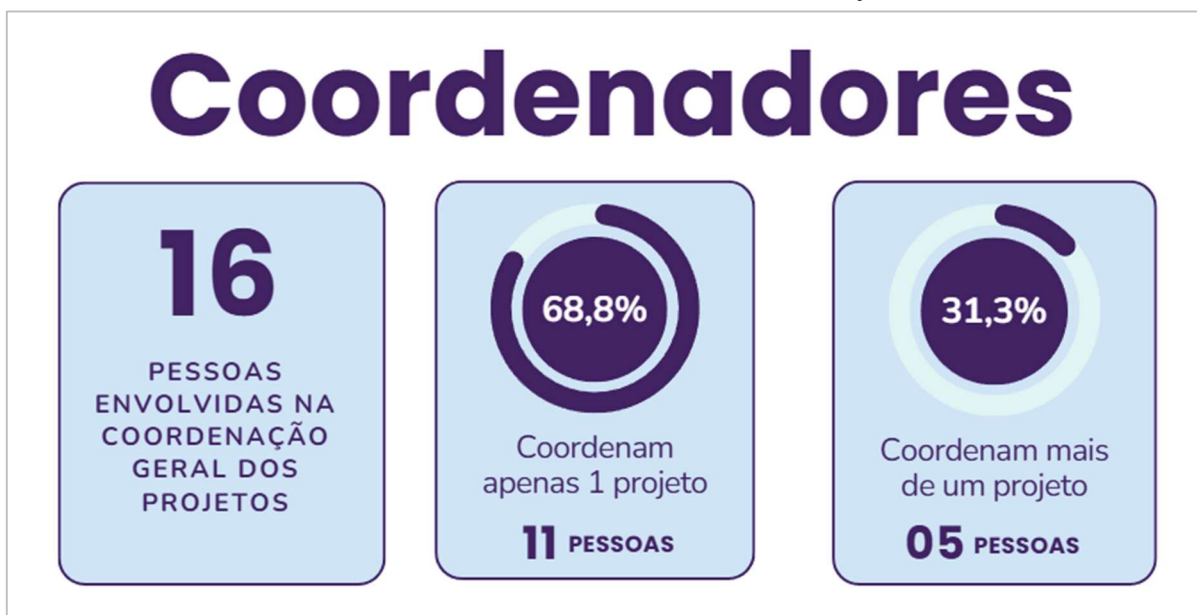 Coordenadores
16
PESSOAS
ENVOLVIDAS NA
COORDENAÇÃO
GERAL DOS
PROJETOS
68,8%
Coordenam
apenas 1 projeto
11 PESSOAS
31,3%
Coordenam mais
de um projeto
05 PESSOAS